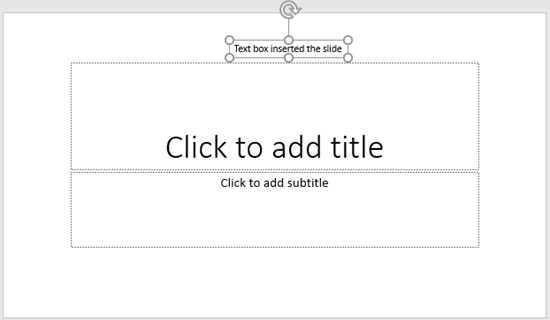 Text box inserted the slide
Click to add title
Click to add subtitle